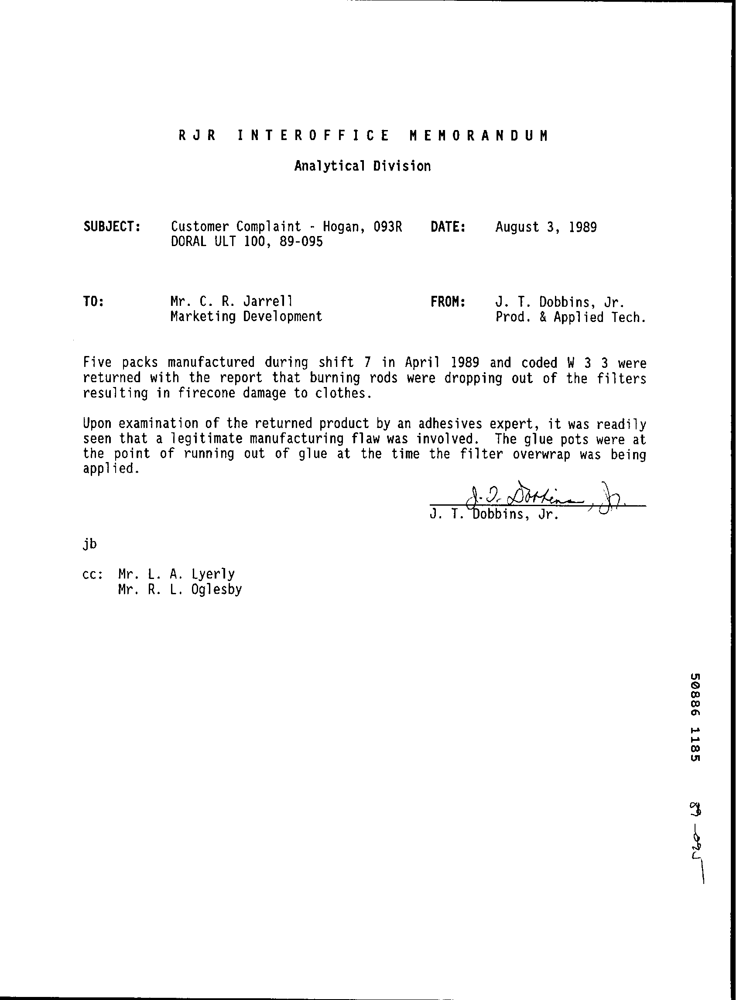 RJR INTEROFFICE MEMORANDUM
Analytical Division
SUBJECT: Customer Complaint - Hogan, 093R DATE: August 3, 1989
DORAL ULT 100, 89-095
TO: Mr. C. R. Jarrell FROM: J. T. Dobbins, Jr.
Marketing Development Prod. & Applied Tech.
Five packs manufactured during shift 7 in April 1989 and coded W 3 3 were
returned with the report that burning rods were dropping out of the filters
resulting in firecone damage to clothes.
Upon examination of the returned product by an adhesives expert, it was readily
seen that a legitimate manufacturing flaw was involved. The glue pots were at
the point of running out of glue at the time the filter overwrap was being
applied.
J. T. Dobbins, Jr.
J. T. Dobbins, Jr.
jb
cc: Mr. L. A. Lyerly
Mr. R. L. Oglesby
50886 1185
89-095